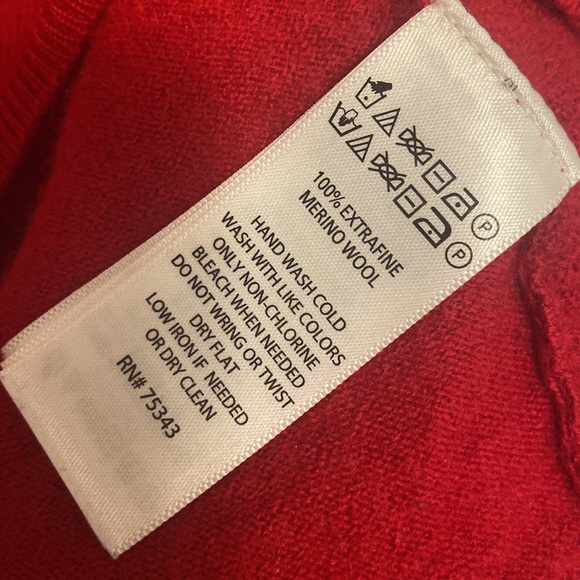 100% EXTRAFINE
MERINO WOOL
HAND WASH COLD
WASH WITH LIKE COLORS
ONLY NON-CHLORINE
BLEACH WHEN NEEDED
DO NOT WRING OR TWIST
DRY FLAT
LOW IRON IF NEEDED
OR DRY CLEAN
RN# 75343
P
P